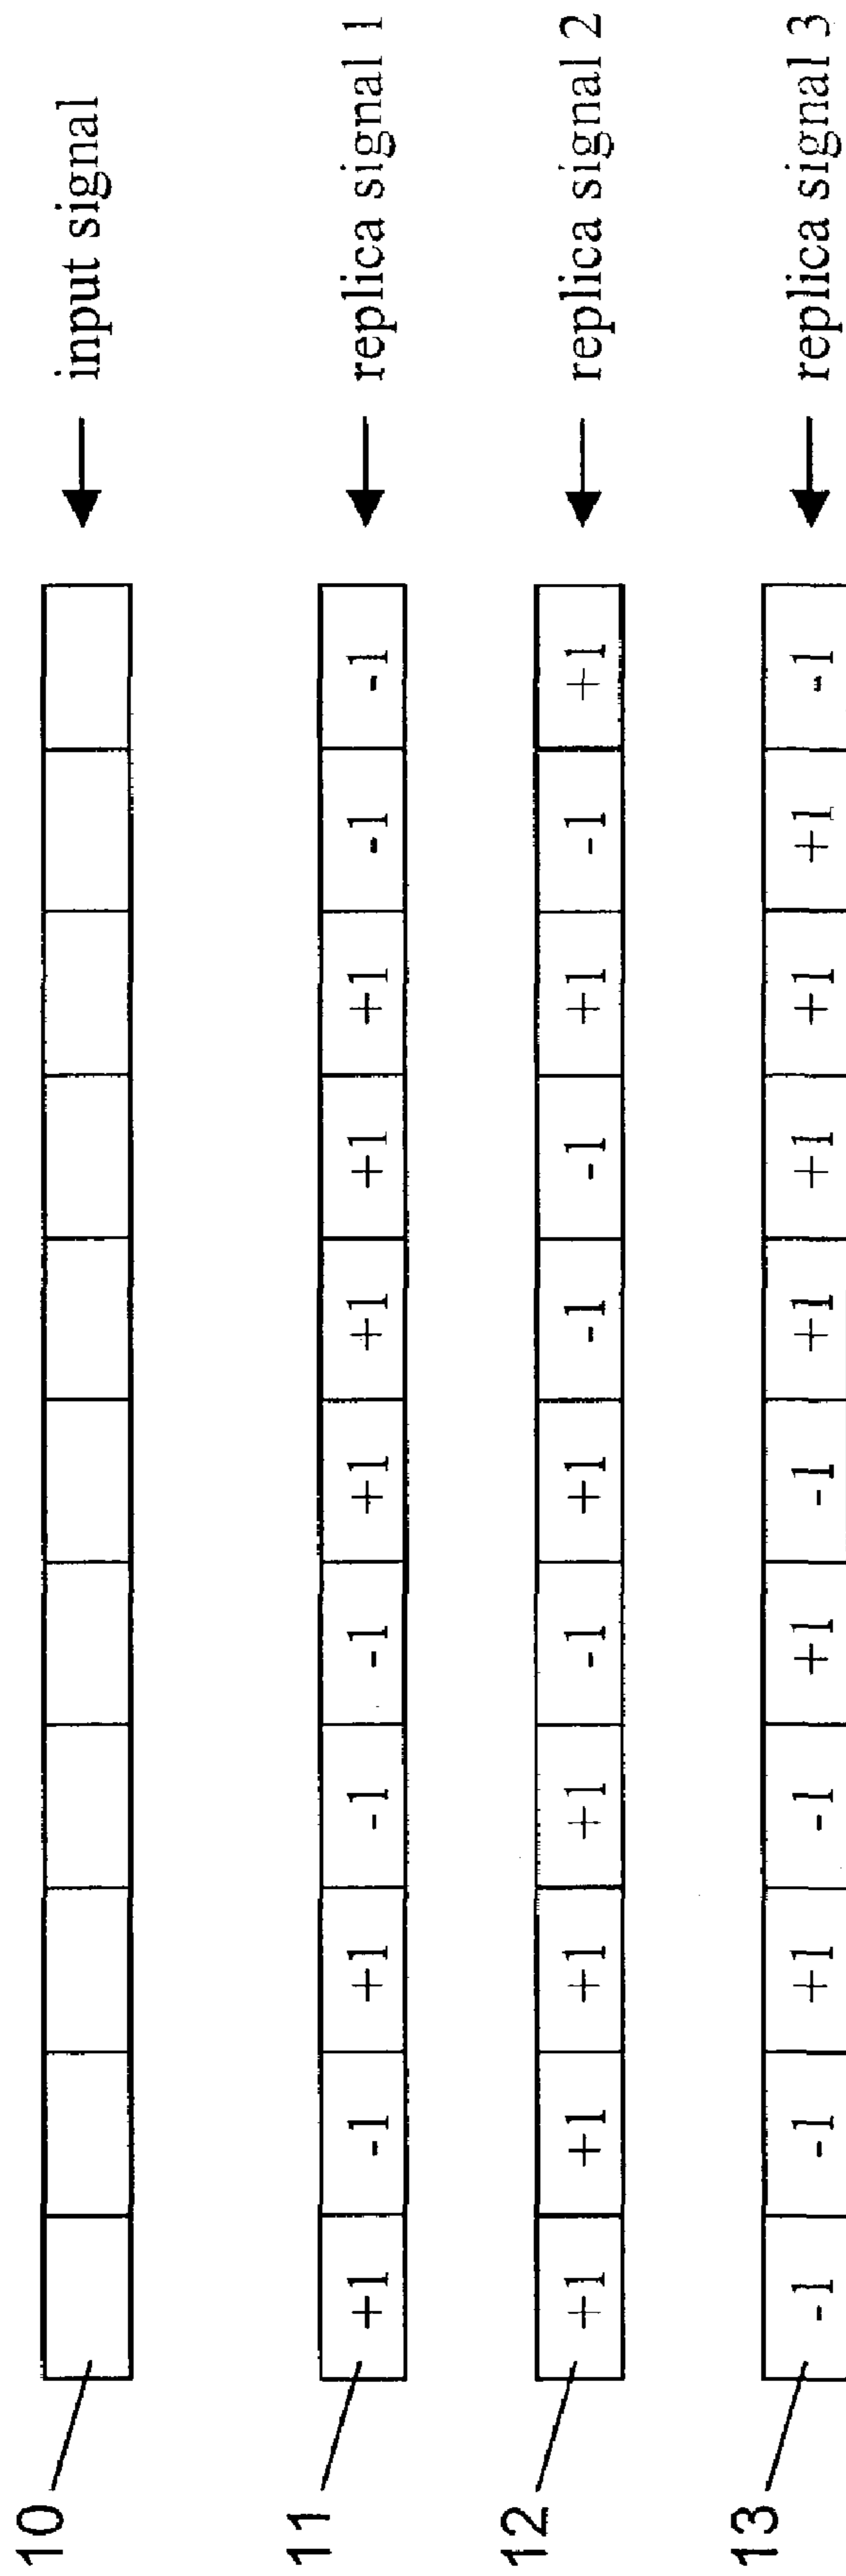 10 input signal
11 +1 -1 +1 -1 -1 +1 +1 +1 +1 -1 -1 replica signal 1
12 +1 +1 +1 +1 -1 +1 -1 -1 +1 -1 +1 replica signal 2
13 -1 -1 +1 -1 +1 -1 +1 +1 +1 +1 -1 replica signal 3